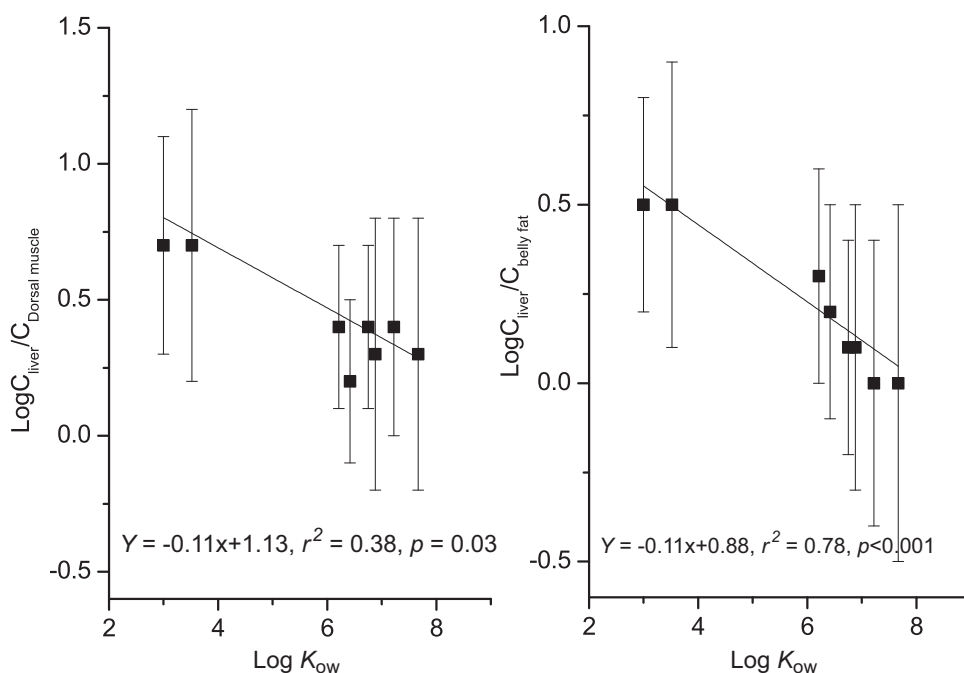 1.5
1.0
0.5
0.0
-0.5
LogC_liver/C_Dorsal muscle
Y = -0.11x+1.13, r² = 0.38, p = 0.03
2 4 6 8
Log K_ow
1.0
0.5
0.0
-0.5
LogC_liver/C_belly fat
Y = -0.11x+0.88, r² = 0.78, p<0.001
2 4 6 8
Log K_ow